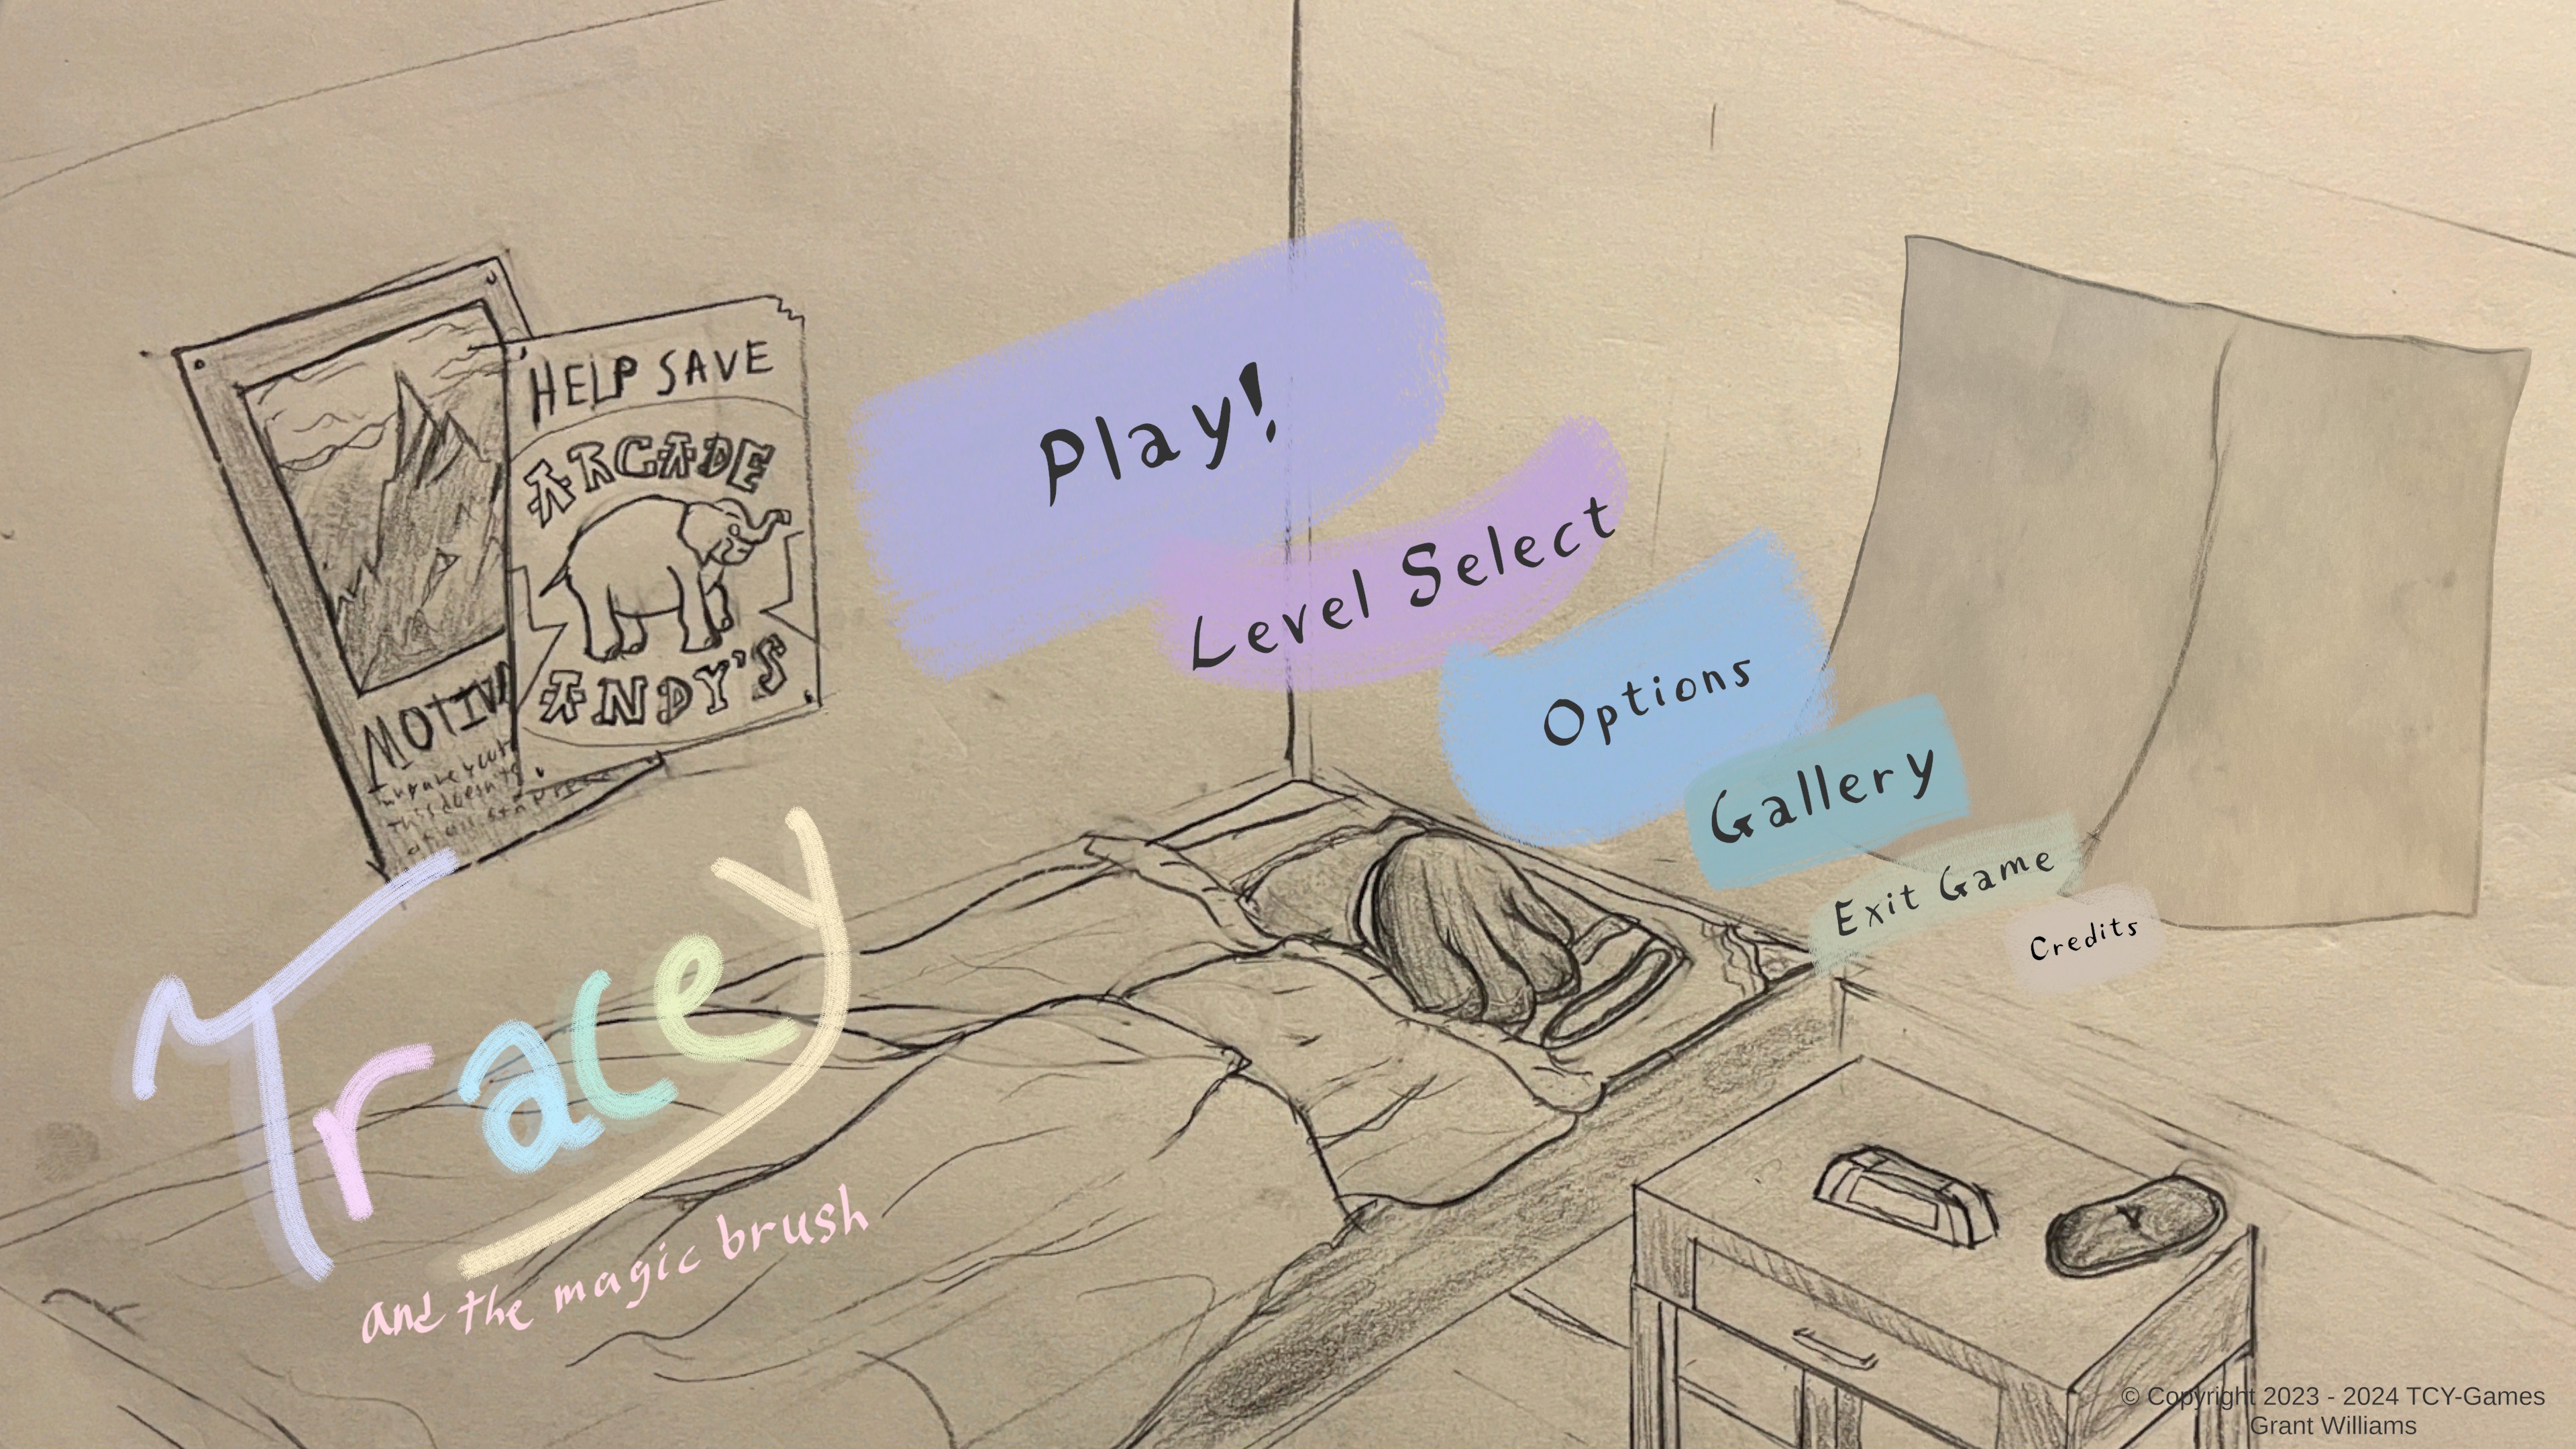 HELP SAVE
ARCADE
ANDY'S
MOTIV
Play!
Level Select
Options
Gallery
Exit Game
Credits
Tracey
and the magic brush
© Copyright 2023 - 2024 TCY-Games
Grant Williams